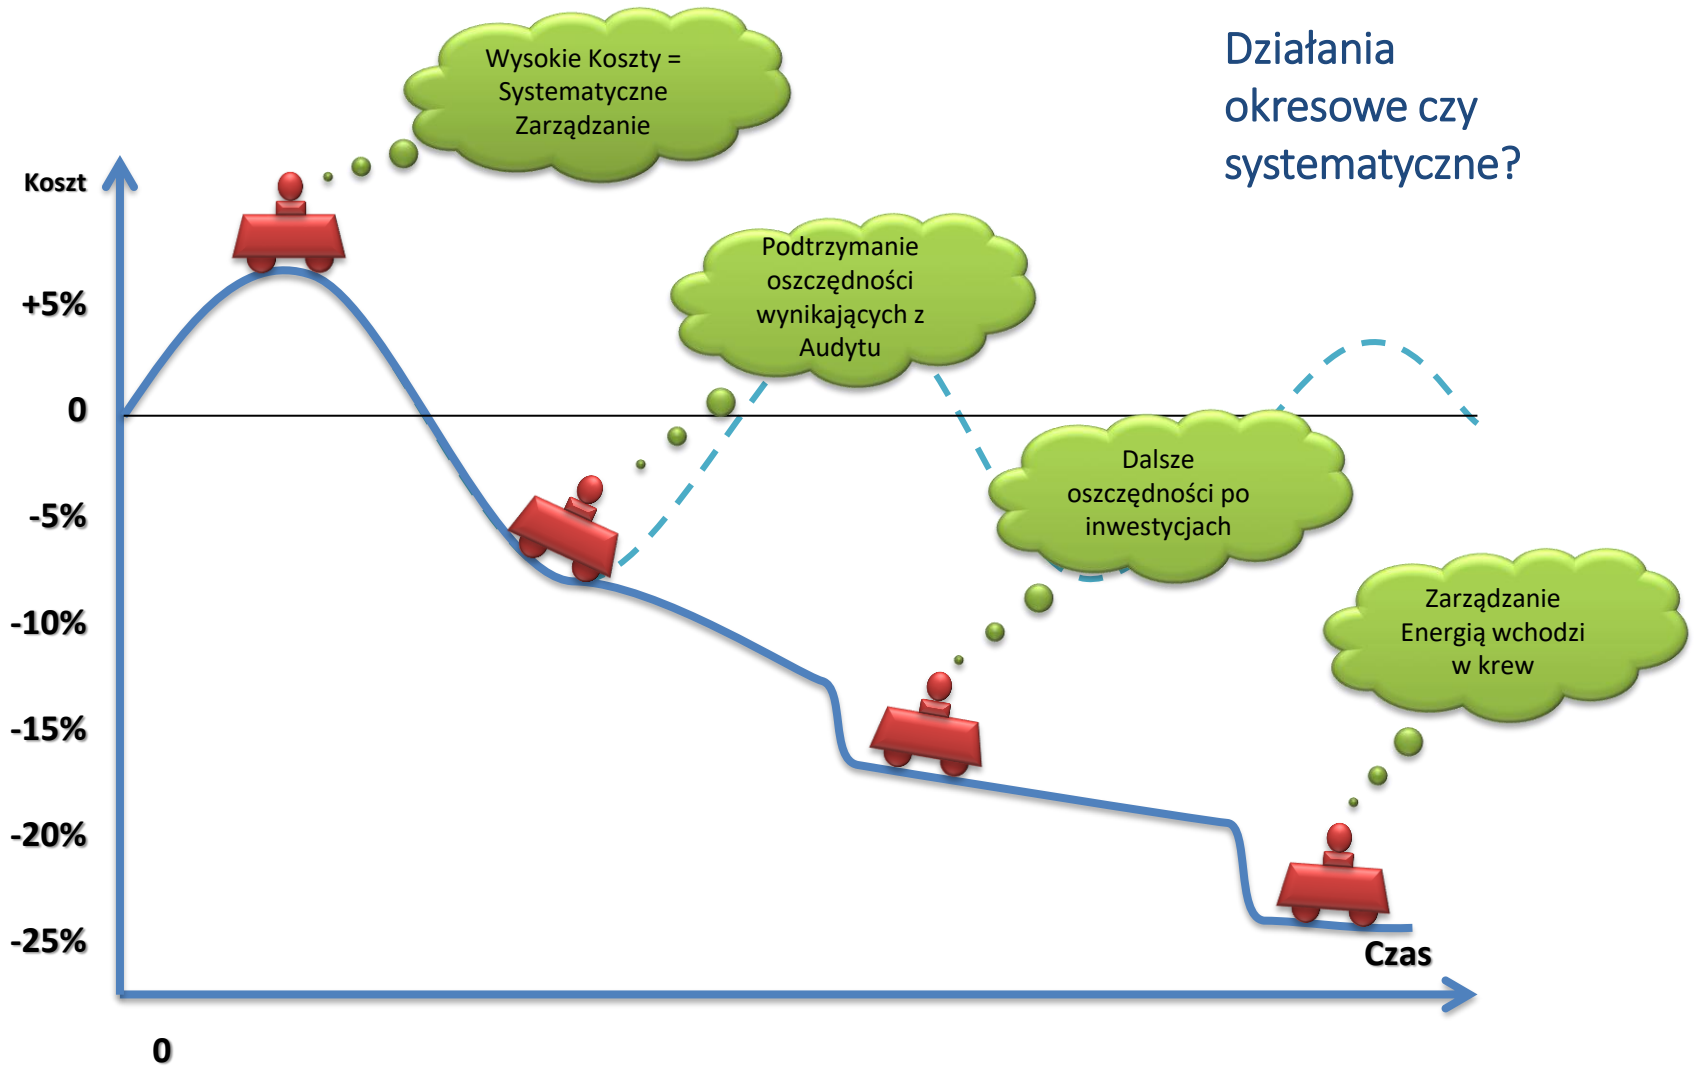 Działania
okresowe czy
systematyczne?
Wysokie Koszty =
Systematyczne
Zarządzanie
Koszt
Podtrzymanie
oszczędności
wynikających z
Audytu
+5%
0
Dalsze
oszczędności po
inwestycjach
-5%
Zarządzanie
Energią wchodzi
w krew
-10%
-15%
-20%
-25%
Czas
0